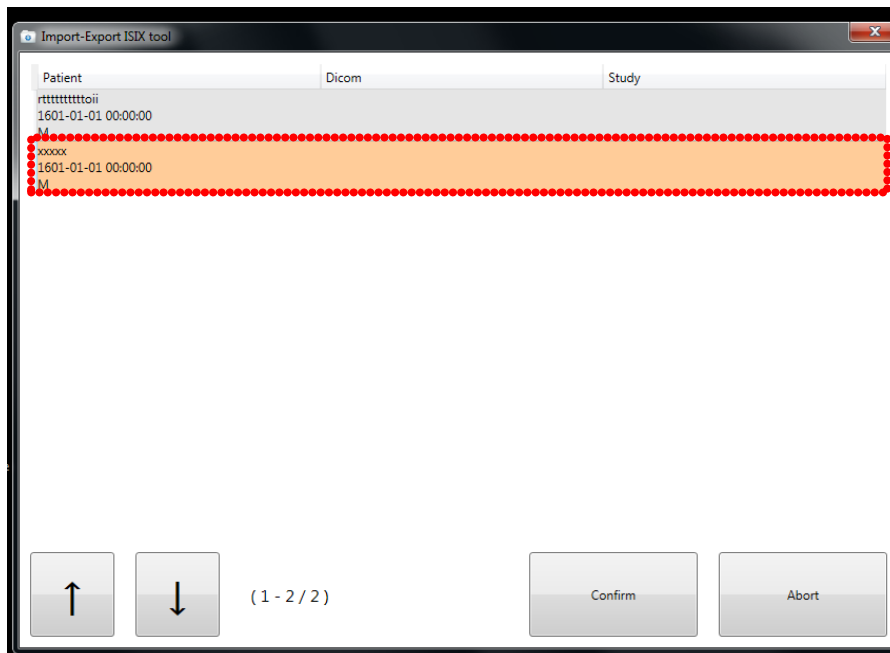 Import-Export ISIX tool
Patient Dicom Study
rttttttttttoii
1601-01-01 00:00:00
M
xxxxx
1601-01-01 00:00:00
M
↑ ↓ ( 1 - 2 / 2 ) Confirm Abort